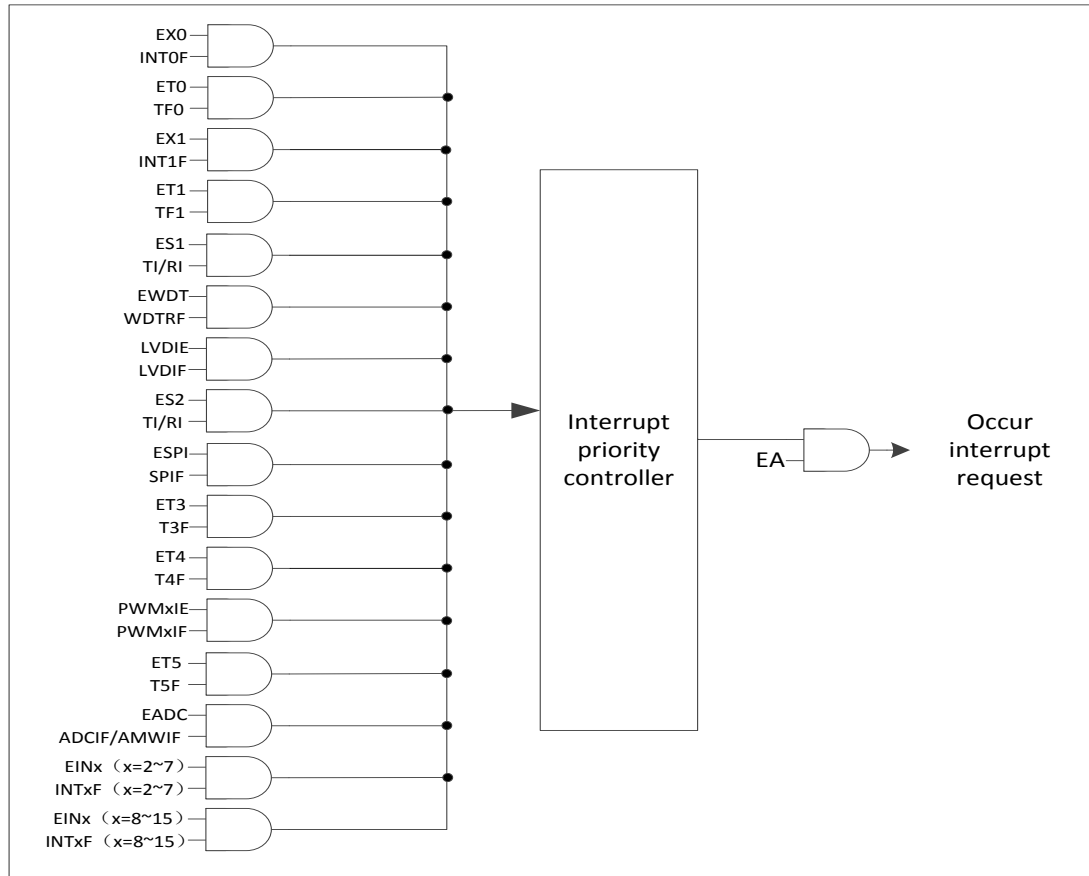 EX0
INT0F
ET0
TF0
EX1
INT1F
ET1
TF1
ES1
TI/RI
EWDT
WDTRF
LVDIE
LVDIF
ES2
TI/RI
ESPI
SPIF
ET3
T3F
ET4
T4F
PWMxIE
PWMxIF
ET5
T5F
EADC
ADCIF/AMWIF
EINx（x=2~7）
INTxF（x=2~7）
EINx（x=8~15）
INTxF（x=8~15）
Interrupt
priority
controller
EA
Occur
interrupt
request